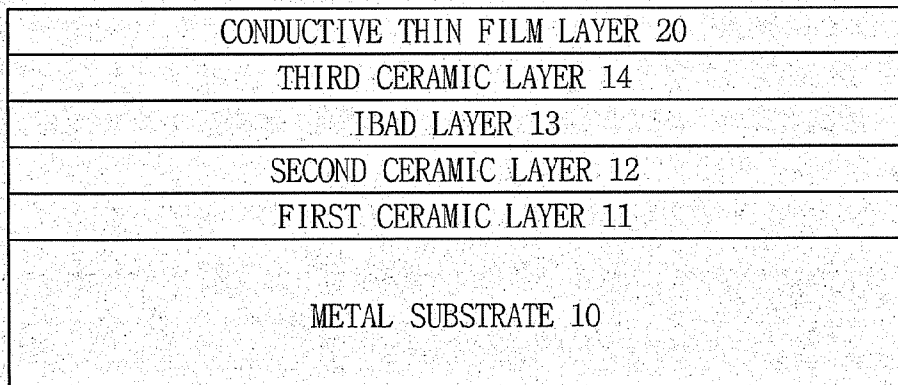 CONDUCTIVE THIN FILM LAYER 20
THIRD CERAMIC LAYER 14
IBAD LAYER 13
SECOND CERAMIC LAYER 12
FIRST CERAMIC LAYER 11
METAL SUBSTRATE 10